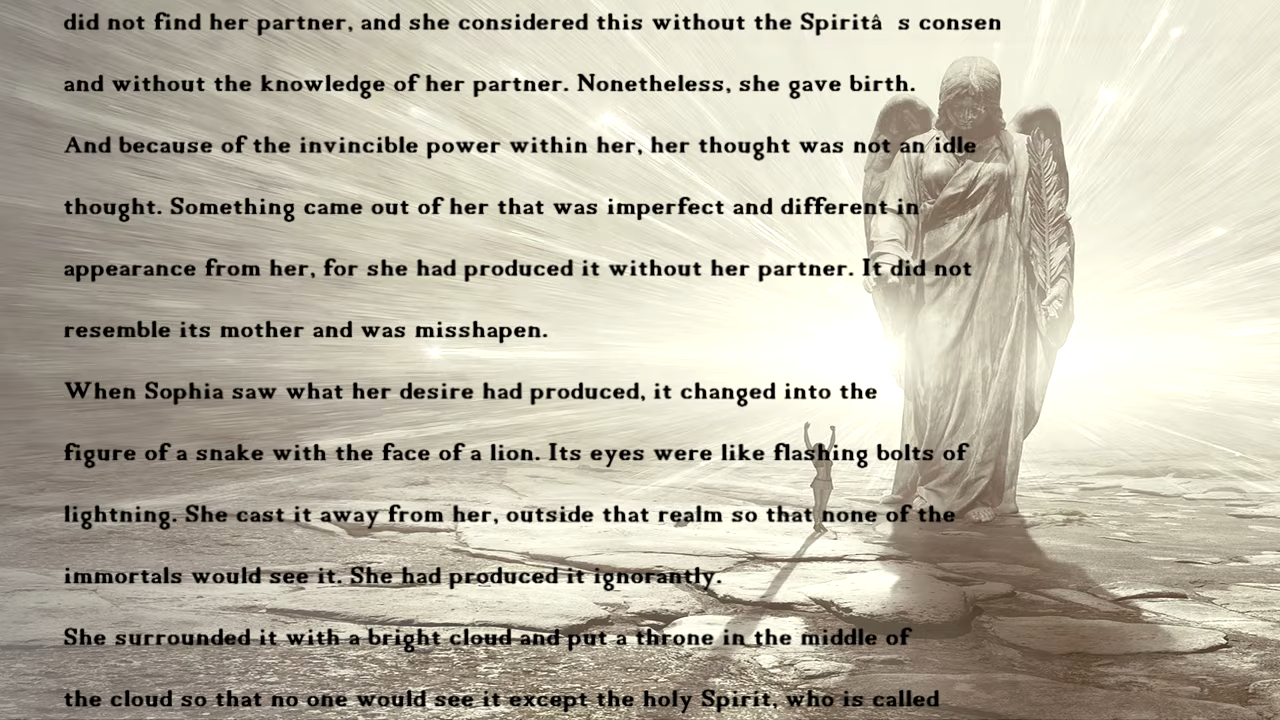 did not find her partner, and she considered this without the Spiritâ s consen
and without the knowledge of her partner. Nonetheless, she gave birth.
And because of the invincible power within her, her thought was not an idle
thought. Something came out of her that was imperfect and different in
appearance from her, for she had produced it without her partner. It did not
resemble its mother and was misshapen.
When Sophia saw what her desire had produced, it changed into the
figure of a snake with the face of a lion. Its eyes were like flashing bolts of
lightning. She cast it away from her, outside that realm so that none of the
immortals would see it. She had produced it ignorantly.
She surrounded it with a bright cloud and put a throne in the middle of
the cloud so that no one would see it except the holy Spirit, who is called